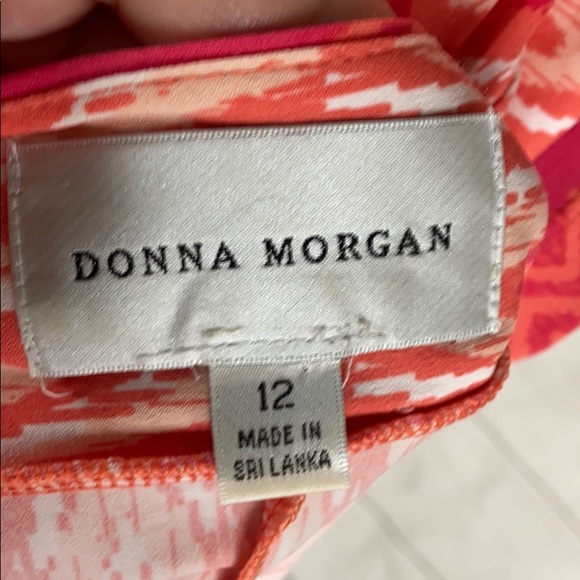 DONNA MORGAN
12
MADE IN
SRI LANKA